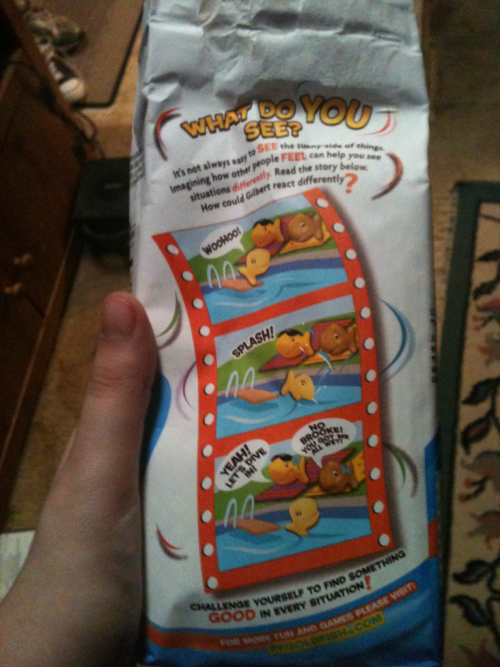 WHAT DO YOU
SEE?
It's not always easy to SEE the sunny-side of things.
Imagining how other people FEEL can help you see
situations differently. Read the story below.
How could Gilbert react differently?
WOOHOO!
SPLASH!
YEAH!
LET'S DIVE
IN!
NO
BROOKE!
YOU GOT ME
ALL WET!
CHALLENGE YOURSELF TO FIND SOMETHING
GOOD IN EVERY SITUATION!
FOR MORE FUN AND GAMES PLEASE VISIT:
PFGOLDFISH.COM